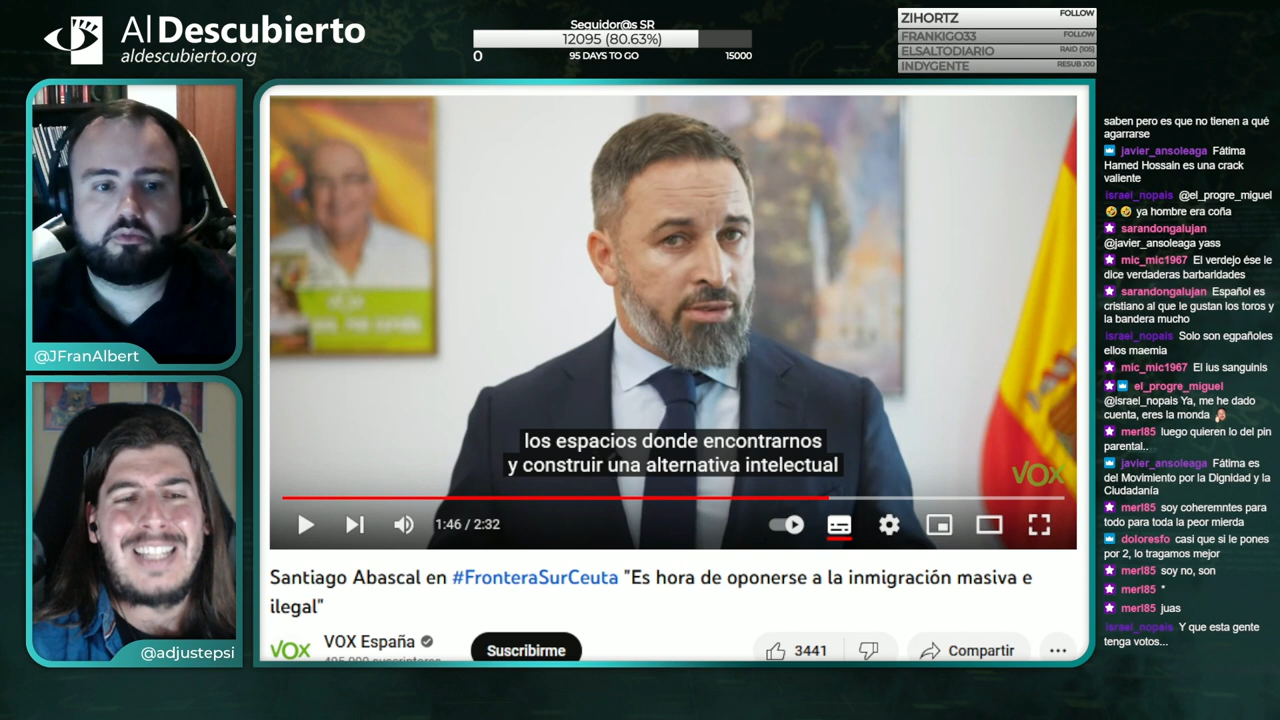 Al Descubierto
aldescubierto.org
Seguidor@s SR
12095 (80.63%)
0
95 DAYS TO GO
15000
ZIHORTZ
FOLLOW
FRANKIGO33
FOLLOW
ELSALTODIARIO
RAID (105)
INDYGENTE
RESUB X10
@JFranAlbert
@adjustepsi
VOX
los espacios donde encontrarnos
y construir una alternativa intelectual
VOX
1:46 / 2:32
Santiago Abascal en #FronteraSurCeuta "Es hora de oponerse a la inmigración masiva e
ilegal"
VOX
VOX España
Suscribirme
3441
Compartir
saben pero es que no tienen a qué
agarrarse
javier_ansoleaga Fátima
Hamed Hossain es una crack
valiente
israel_nopais @el_progre_miguel
🤣 🤣 ya hombre era coña
sarandongalujan
@javier_ansoleaga yass
mic_mic1967 El verdejo ése le
dice verdaderas barbaridades
sarandongalujan Español es
cristiano al que le gustan los toros y
la bandera mucho
israel_nopais Solo son egpañoles
ellos maemia
mic_mic1967 El ius sanguinis
el_progre_miguel
@israel_nopais Ya, me he dado
cuenta, eres la monda
merl85 luego quieren lo del pin
parental..
javier_ansoleaga Fátima es
del Movimiento por la Dignidad y la
Ciudadanía
merl85 soy coheremntes para
todo para toda la peor mierda
doloresfo casi que si le pones
por 2, lo tragamos mejor
merl85 soy no, son
merl85 *
merl85 juas
israel_nopais Y que esta gente
tenga votos...